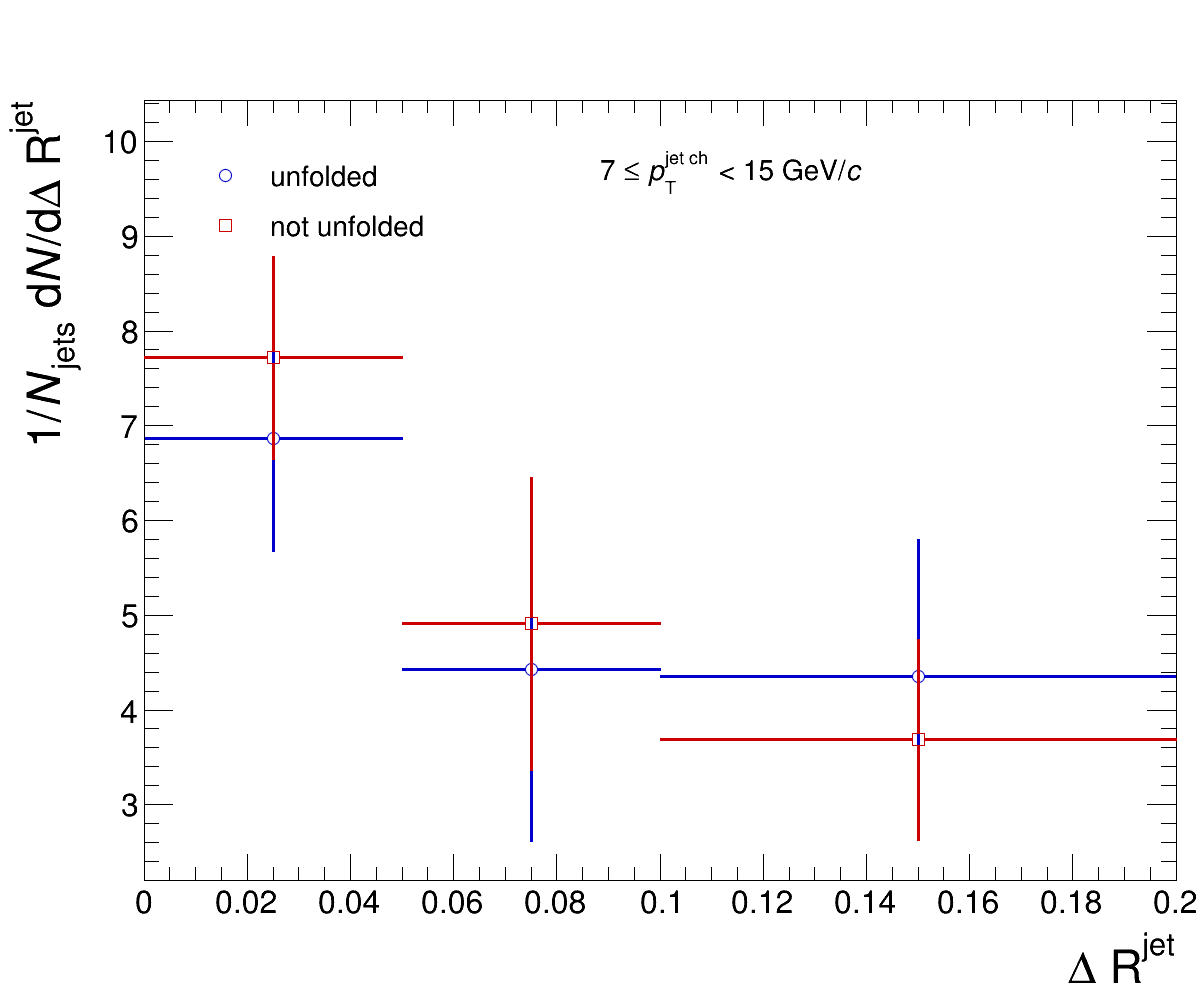 1/N_jets dN/dΔ R^jet
10
9
8
7
6
5
4
3
unfolded
not unfolded
7 ≤ p_T^jet ch < 15 GeV/c
0 0.02 0.04 0.06 0.08 0.1 0.12 0.14 0.16 0.18 0.2
Δ R^jet